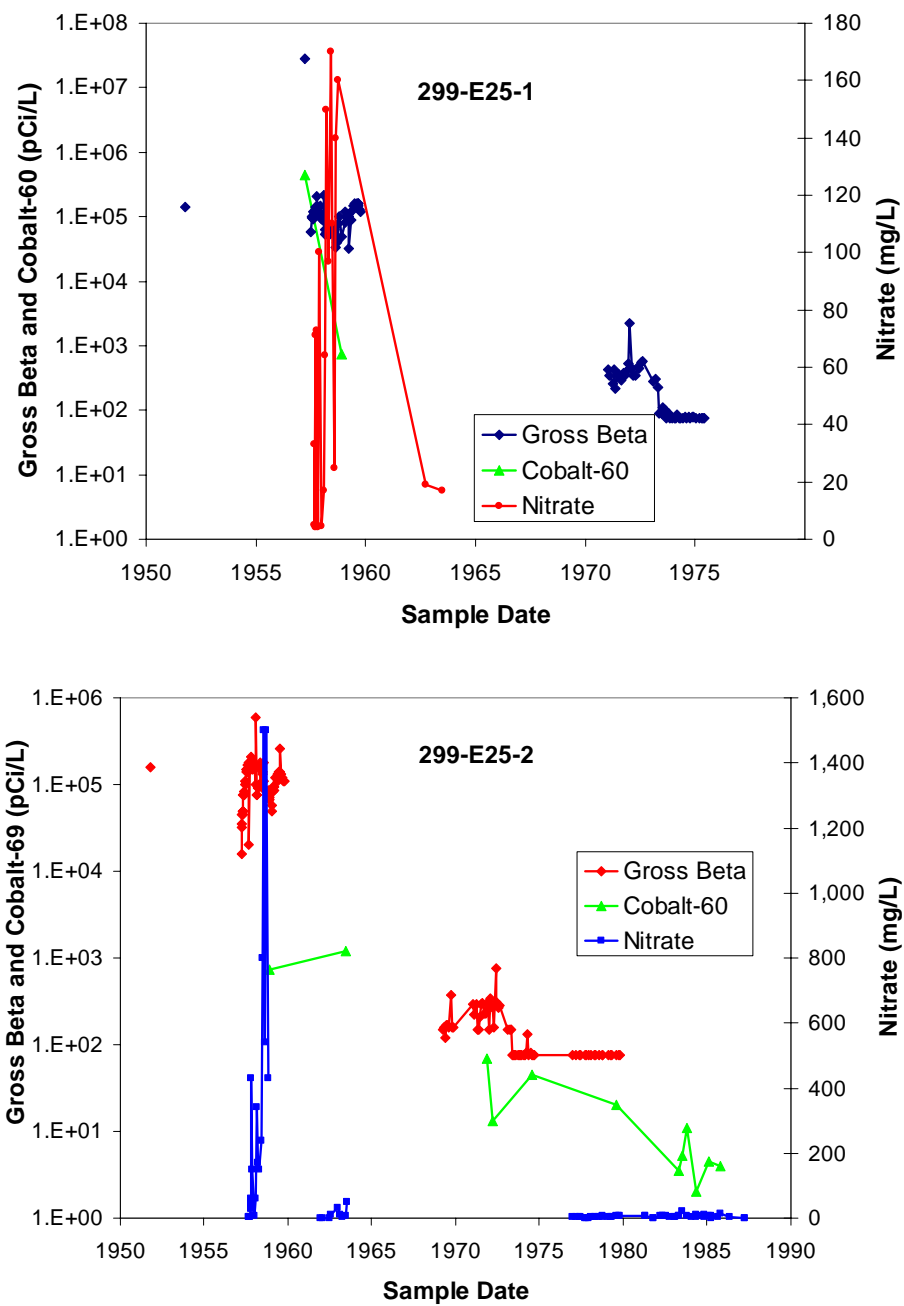 299-E25-1
Gross Beta and Cobalt-60 (pCi/L)
1.E+08
1.E+07
1.E+06
1.E+05
1.E+04
1.E+03
1.E+02
1.E+01
1.E+00
180
160
140
120
100
80
60
40
20
0
Nitrate (mg/L)
Gross Beta
Cobalt-60
Nitrate
1950 1955 1960 1965 1970 1975
Sample Date
299-E25-2
Gross Beta and Cobalt-69 (pCi/L)
1.E+06
1.E+05
1.E+04
1.E+03
1.E+02
1.E+01
1.E+00
1,600
1,400
1,200
1,000
800
600
400
200
0
Nitrate (mg/L)
Gross Beta
Cobalt-60
Nitrate
1950 1955 1960 1965 1970 1975 1980 1985 1990
Sample Date